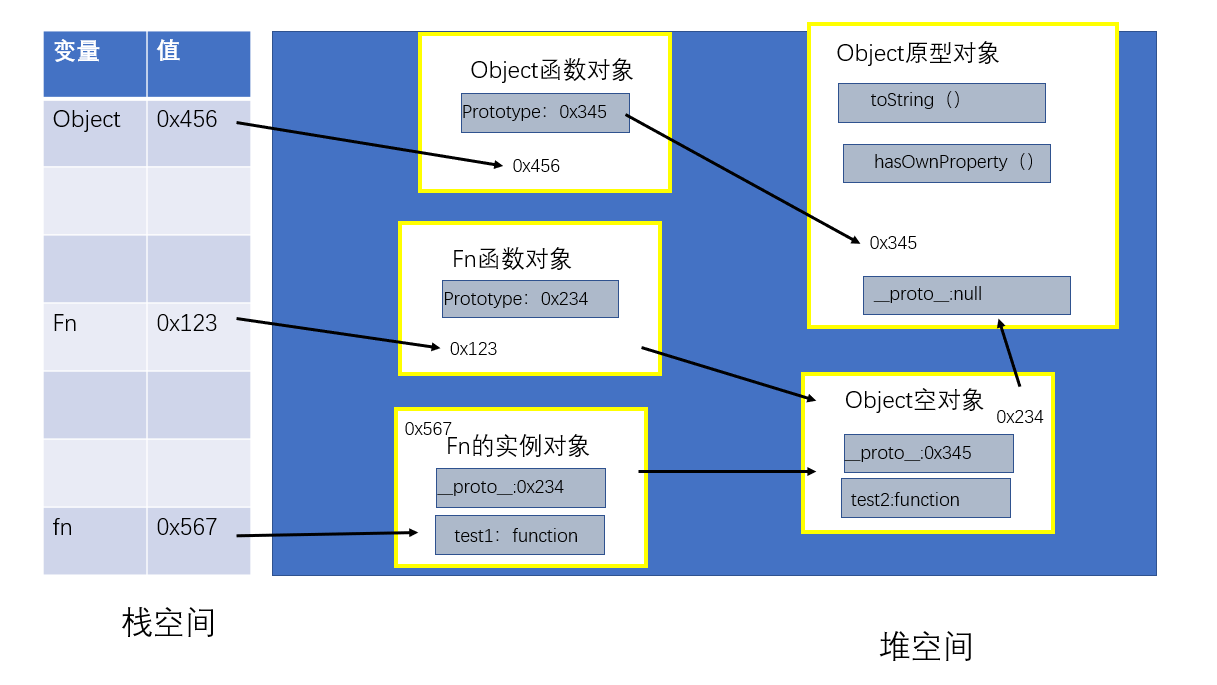 变量 值
Object 0x456
Fn 0x123
fn 0x567
栈空间
Object函数对象
Prototype：0x345
0x456
Fn函数对象
Prototype：0x234
0x123
0x567
Fn的实例对象
__proto__:0x234
test1：function
Object原型对象
toString（）
hasOwnProperty（）
0x345
__proto__:null
Object空对象
0x234
__proto__:0x345
test2:function
堆空间